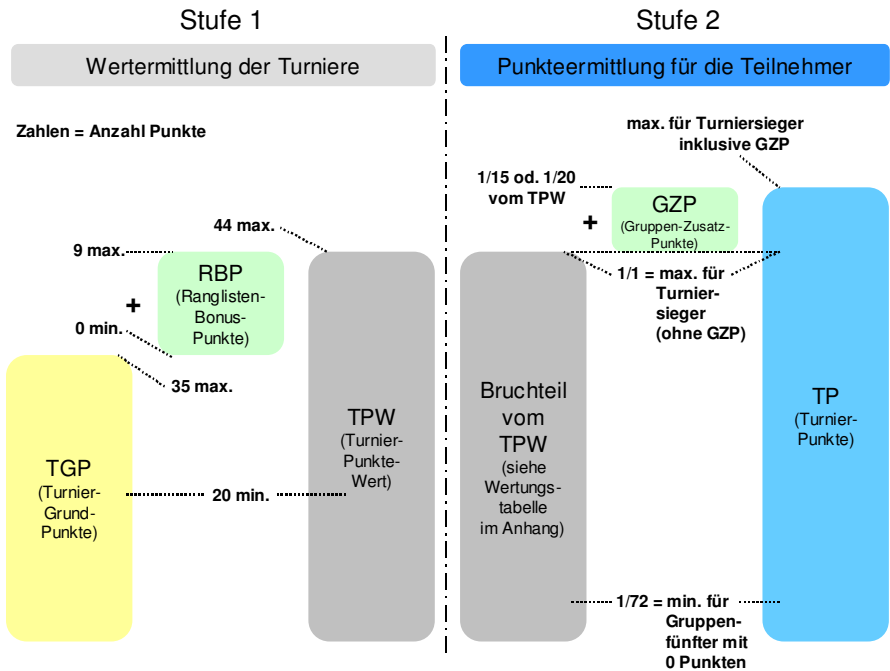 Stufe 1
Wertermittlung der Turniere
Zahlen = Anzahl Punkte
44 max.
9 max.
RBP
(Ranglisten-
Bonus-
Punkte)
+
0 min.
35 max.
TGP
(Turnier-
Grund-
Punkte)
20 min.
TPW
(Turnier-
Punkte-
Wert)
Stufe 2
Punkteermittlung für die Teilnehmer
max. für Turniersieger
inklusive GZP
1/15 od. 1/20
vom TPW
+
GZP
(Gruppen-Zusatz-
Punkte)
1/1 = max. für
Turnier-
sieger
(ohne GZP)
Bruchteil
vom
TPW
(siehe
Wertungs-
tabelle
im Anhang)
TP
(Turnier-
Punkte)
1/72 = min. für
Gruppen-
fünfter mit
0 Punkten